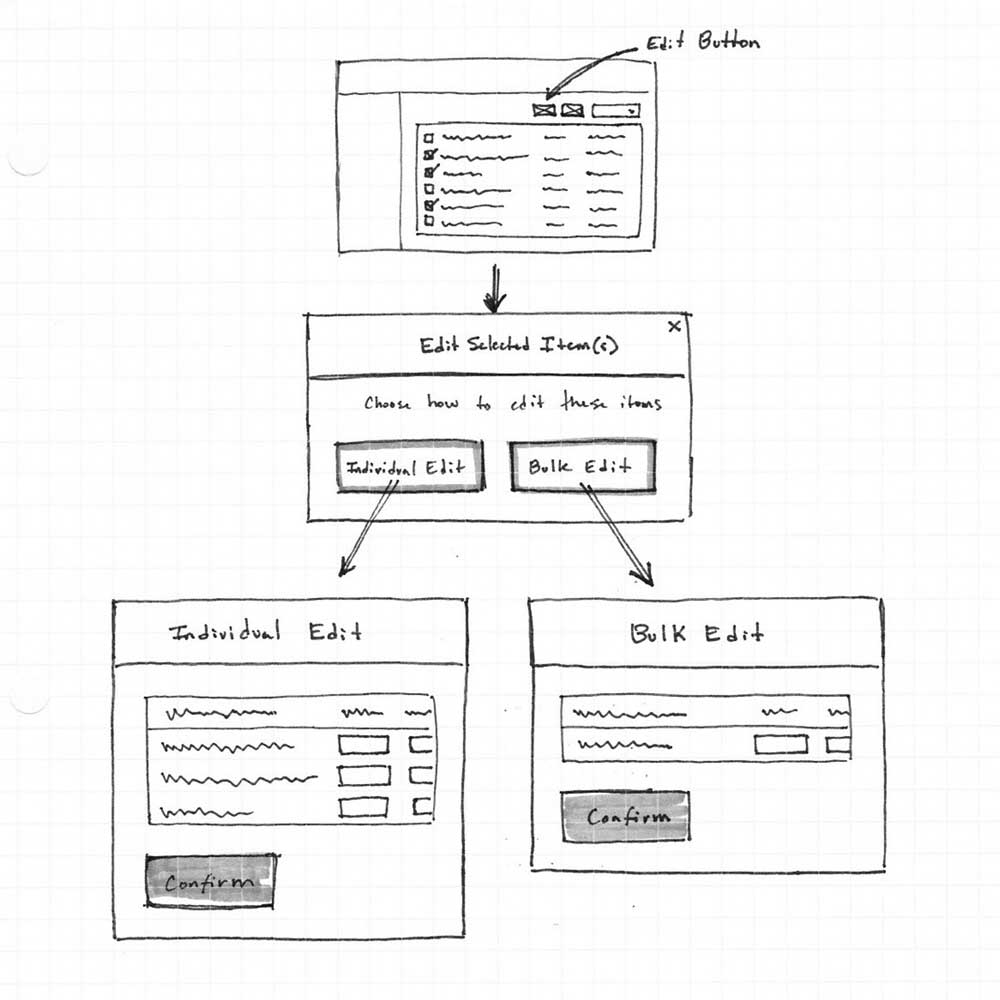 Edit Button
Edit Selected Item(s)
x
Choose how to edit these items
Individual Edit
Bulk Edit
Individual Edit
Confirm
Bulk Edit
Confirm